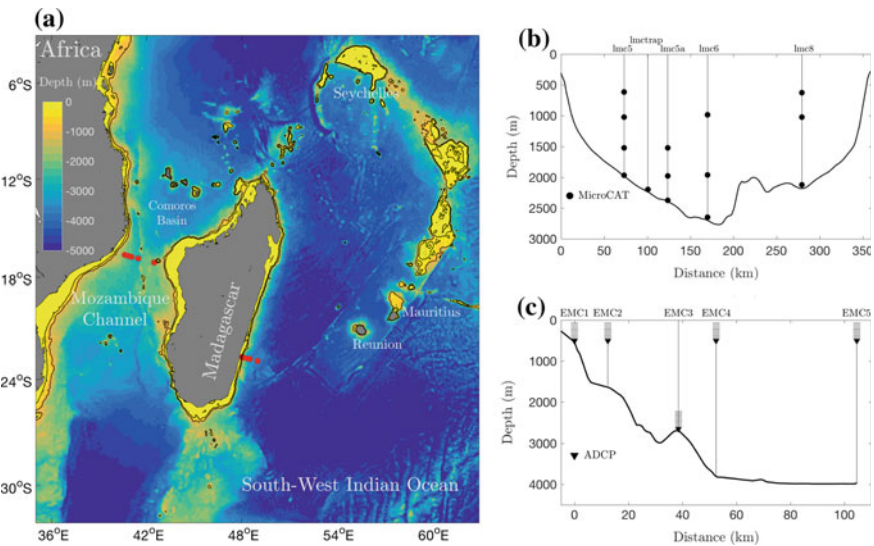 (a)
Africa
Depth (m)
0
-1000
-2000
-3000
-4000
-5000
Seychelles
Comoros
Basin
Mozambique
Channel
Madagascar
Mauritius
Reunion
South-West Indian Ocean
6°S
12°S
18°S
24°S
30°S
36°E
42°E
48°E
54°E
60°E
(b)
lmctrap
lmc5 lmc5a lmc6 lmc8
0
500
1000
1500
2000
2500
3000
Depth (m)
MicroCAT
0 50 100 150 200 250 300 350
Distance (km)
(c)
EMC1 EMC2 EMC3 EMC4 EMC5
0
1000
2000
3000
4000
Depth (m)
ADCP
0 20 40 60 80 100
Distance (km)